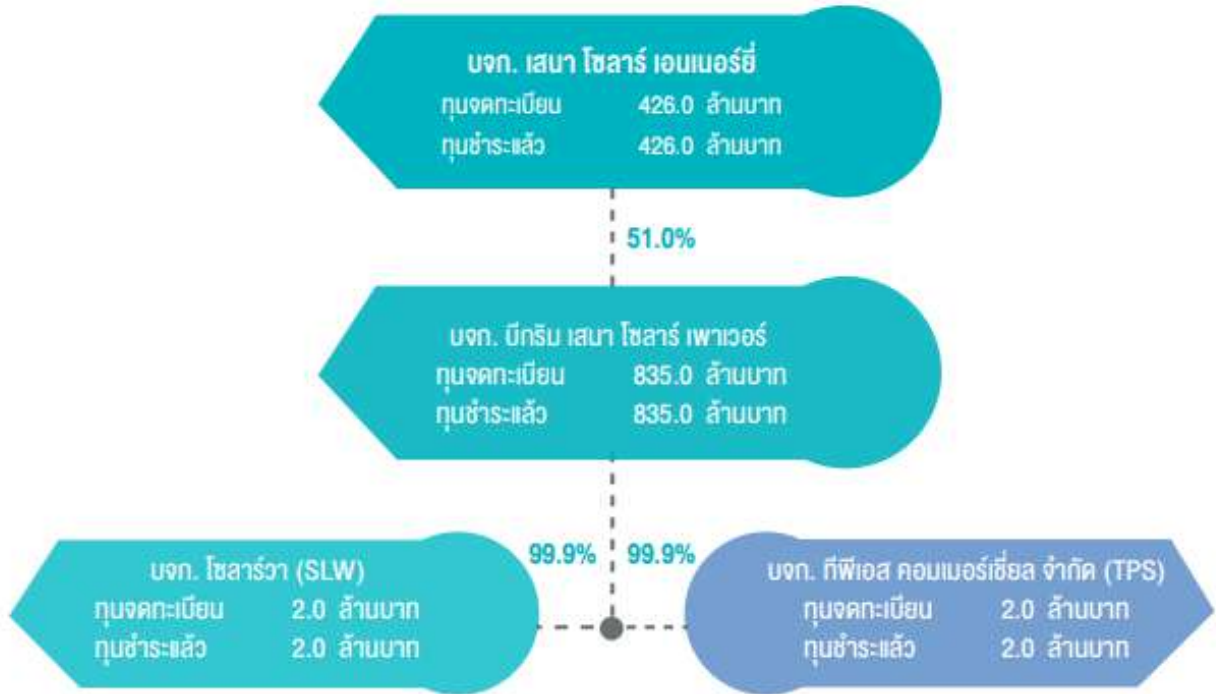 บจก. เสนา โซลาร์ เอนเนอร์ยี่
ทุนจดทะเบียน 426.0 ล้านบาท
ทุนชำระแล้ว 426.0 ล้านบาท
51.0%
บจก. บีกริม เสนา โซลาร์ เพาเวอร์
ทุนจดทะเบียน 835.0 ล้านบาท
ทุนชำระแล้ว 835.0 ล้านบาท
99.9% 99.9%
บจก. โซลาร์วา (SLW)
ทุนจดทะเบียน 2.0 ล้านบาท
ทุนชำระแล้ว 2.0 ล้านบาท
บจก. ทีพีเอส คอมเมอร์เชี่ยล จำกัด (TPS)
ทุนจดทะเบียน 2.0 ล้านบาท
ทุนชำระแล้ว 2.0 ล้านบาท